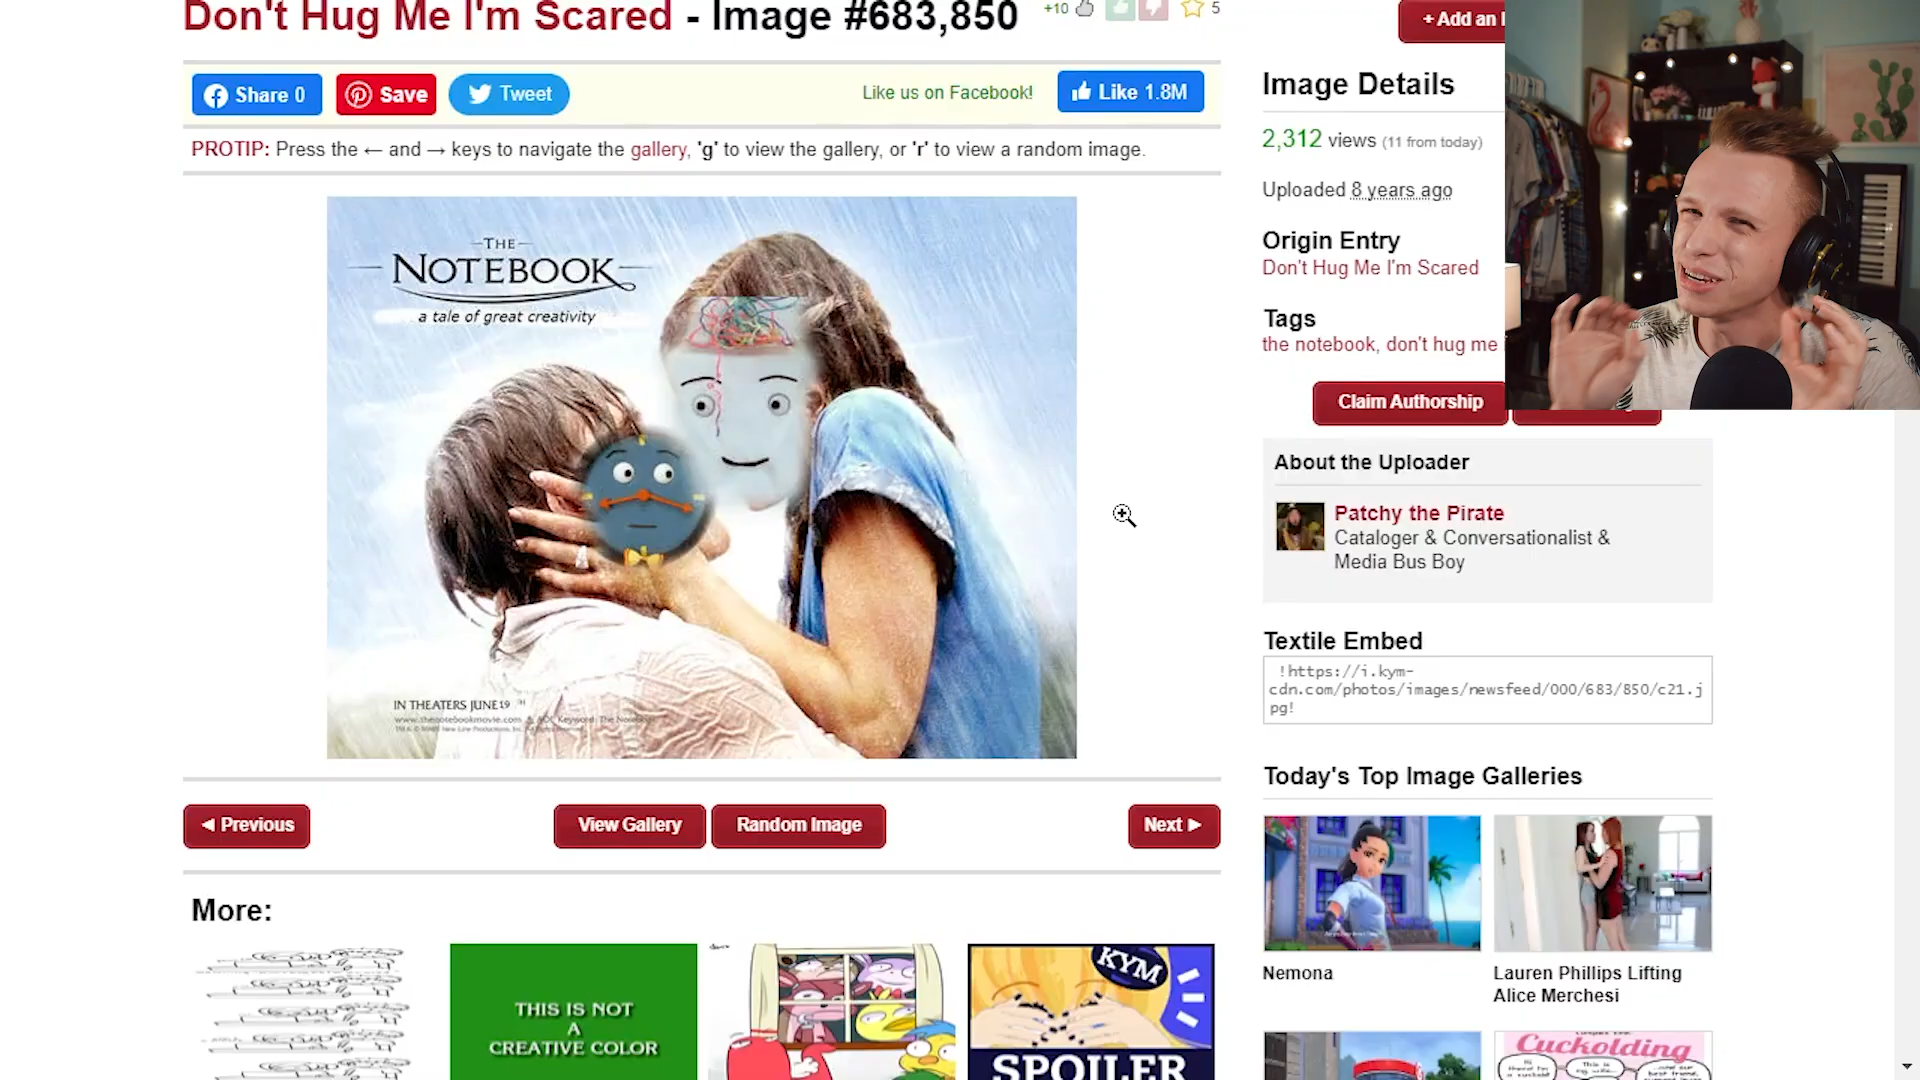 Don't Hug Me I'm Scared - Image #683,850
+10
5
Share 0
Save
Tweet
Like us on Facebook!
Like 1.8M
PROTIP: Press the ← and → keys to navigate the gallery, 'g' to view the gallery, or 'r' to view a random image.
THE
NOTEBOOK
a tale of great creativity
IN THEATERS JUNE 19TH
www.thenotebookmovie.com
◄ Previous
View Gallery
Random Image
Next ►
More:
THIS IS NOT
A
CREATIVE COLOR
KYM
SPOILER
+ Add an
Image Details
2,312 views (11 from today)
Uploaded 8 years ago
Origin Entry
Don't Hug Me I'm Scared
Tags
the notebook, don't hug me
Claim Authorship
About the Uploader
Patchy the Pirate
Cataloger & Conversationalist &
Media Bus Boy
Textile Embed
!https://i.kym-
cdn.com/photos/images/newsfeed/000/683/850/c21.j
pg!
Today's Top Image Galleries
Nemona
Lauren Phillips Lifting
Alice Merchesi
Cuckolding